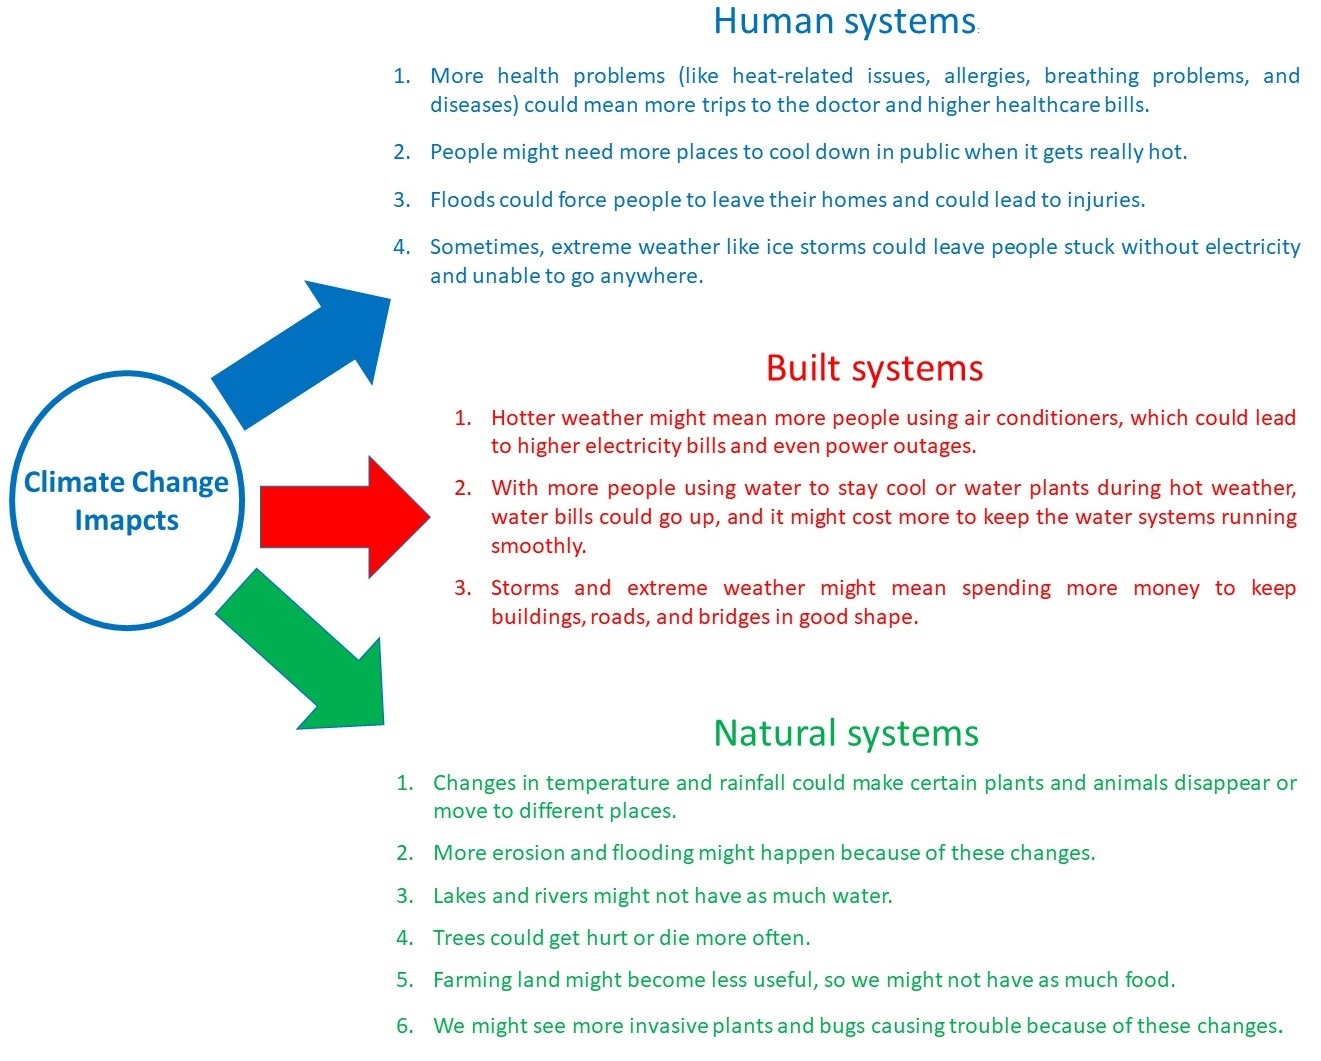 Human systems:
1. More health problems (like heat-related issues, allergies, breathing problems, and
diseases) could mean more trips to the doctor and higher healthcare bills.
2. People might need more places to cool down in public when it gets really hot.
3. Floods could force people to leave their homes and could lead to injuries.
4. Sometimes, extreme weather like ice storms could leave people stuck without electricity
and unable to go anywhere.
Climate Change
Imapcts
Built systems
1. Hotter weather might mean more people using air conditioners, which could lead
to higher electricity bills and even power outages.
2. With more people using water to stay cool or water plants during hot weather,
water bills could go up, and it might cost more to keep the water systems running
smoothly.
3. Storms and extreme weather might mean spending more money to keep
buildings, roads, and bridges in good shape.
Natural systems
1. Changes in temperature and rainfall could make certain plants and animals disappear or
move to different places.
2. More erosion and flooding might happen because of these changes.
3. Lakes and rivers might not have as much water.
4. Trees could get hurt or die more often.
5. Farming land might become less useful, so we might not have as much food.
6. We might see more invasive plants and bugs causing trouble because of these changes.